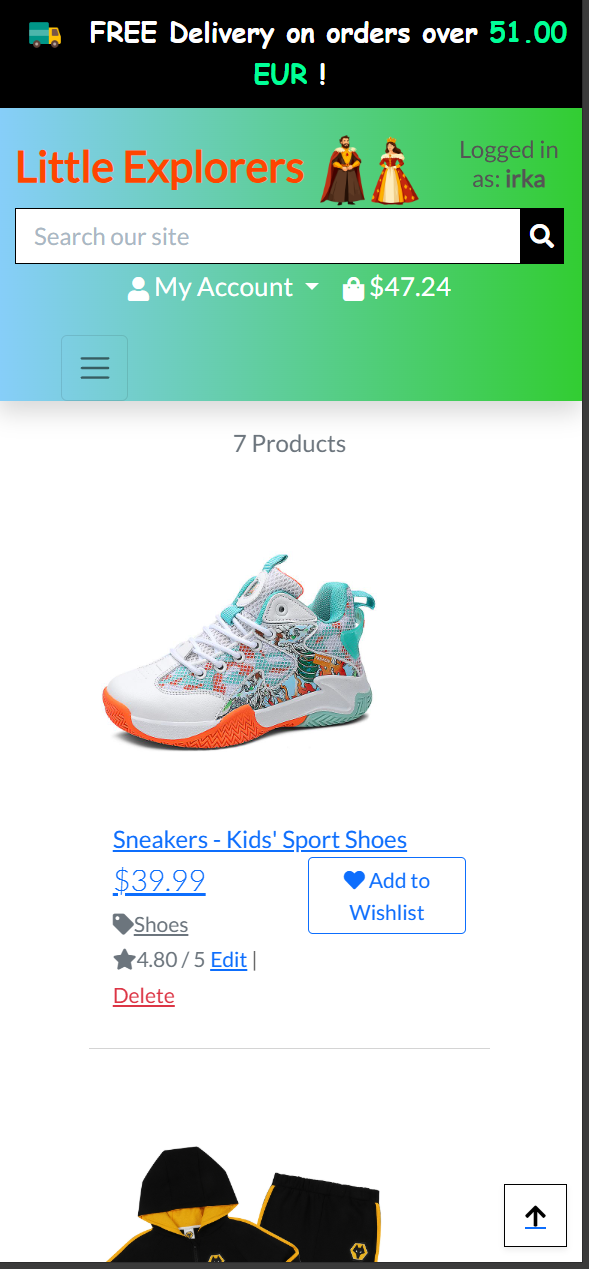 FREE Delivery on orders over 51.00
EUR !
Little Explorers
Logged in
as: irka
Search our site
My Account
$47.24
7 Products
Sneakers - Kids' Sport Shoes
$39.99
Add to
Wishlist
Shoes
4.80 / 5 Edit |
Delete